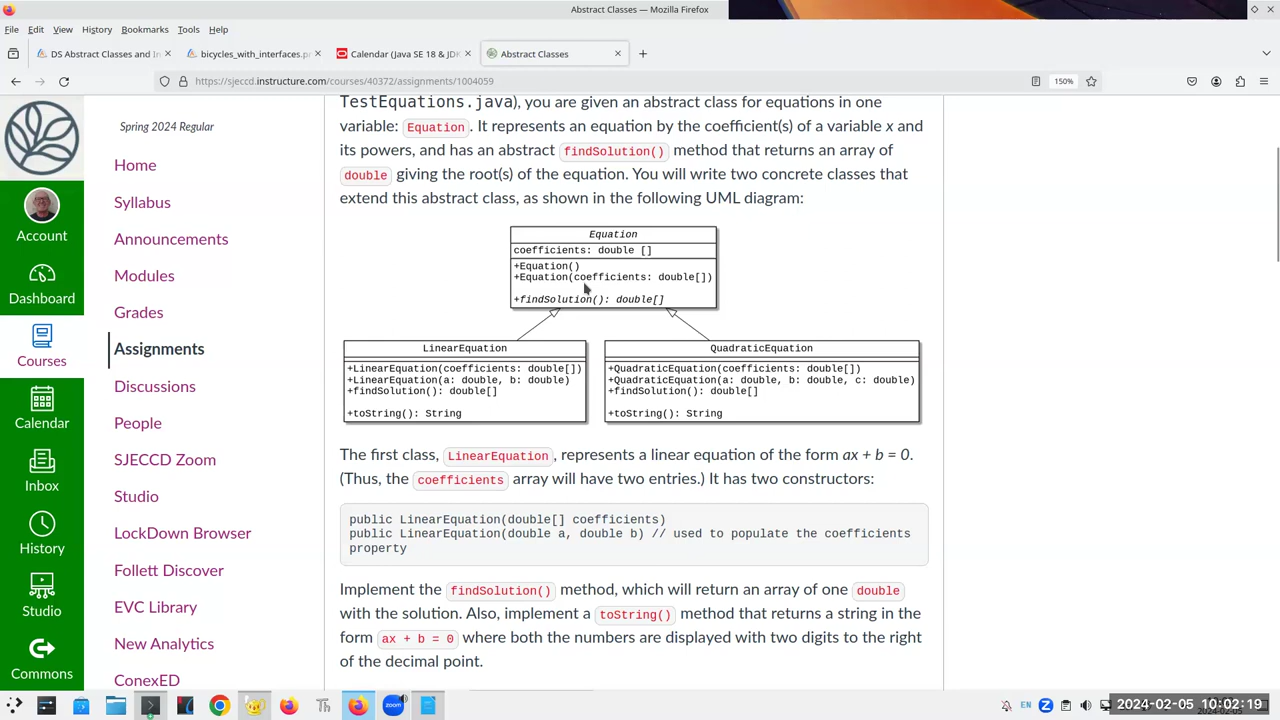 Abstract Classes — Mozilla Firefox
File Edit View History Bookmarks Tools Help
DS Abstract Classes and In
bicycles_with_interfaces.p
Calendar (Java SE 18 & JDK
Abstract Classes
https://sjeccd.instructure.com/courses/40372/assignments/1004059
150%
Account
Dashboard
Courses
Calendar
Inbox
History
Studio
Commons
Spring 2024 Regular
Home
Syllabus
Announcements
Modules
Grades
Assignments
Discussions
People
SJECCD Zoom
Studio
LockDown Browser
Follett Discover
EVC Library
New Analytics
ConexED
TestEquations.java), you are given an abstract class for equations in one
variable: Equation. It represents an equation by the coefficient(s) of a variable x and
its powers, and has an abstract findSolution() method that returns an array of
double giving the root(s) of the equation. You will write two concrete classes that
extend this abstract class, as shown in the following UML diagram:
Equation
coefficients: double []
+Equation()
+Equation(coefficients: double[])
+findSolution(): double[]
LinearEquation
+LinearEquation(coefficients: double[])
+LinearEquation(a: double, b: double)
+findSolution(): double[]
+toString(): String
QuadraticEquation
+QuadraticEquation(coefficients: double[])
+QuadraticEquation(a: double, b: double, c: double)
+findSolution(): double[]
+toString(): String
The first class, LinearEquation, represents a linear equation of the form ax + b = 0.
(Thus, the coefficients array will have two entries.) It has two constructors:
public LinearEquation(double[] coefficients)
public LinearEquation(double a, double b) // used to populate the coefficients
property
Implement the findSolution() method, which will return an array of one double
with the solution. Also, implement a toString() method that returns a string in the
form ax + b = 0 where both the numbers are displayed with two digits to the right
of the decimal point.
Th
zoom
EN
2024-02-05 10:02:19